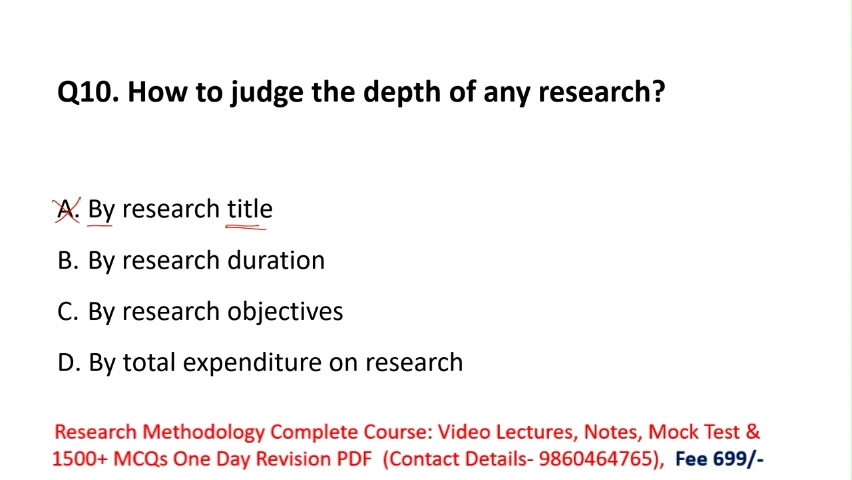 Q10. How to judge the depth of any research?
A. By research title
B. By research duration
C. By research objectives
D. By total expenditure on research
Research Methodology Complete Course: Video Lectures, Notes, Mock Test &
1500+ MCQs One Day Revision PDF (Contact Details- 9860464765), Fee 699/-